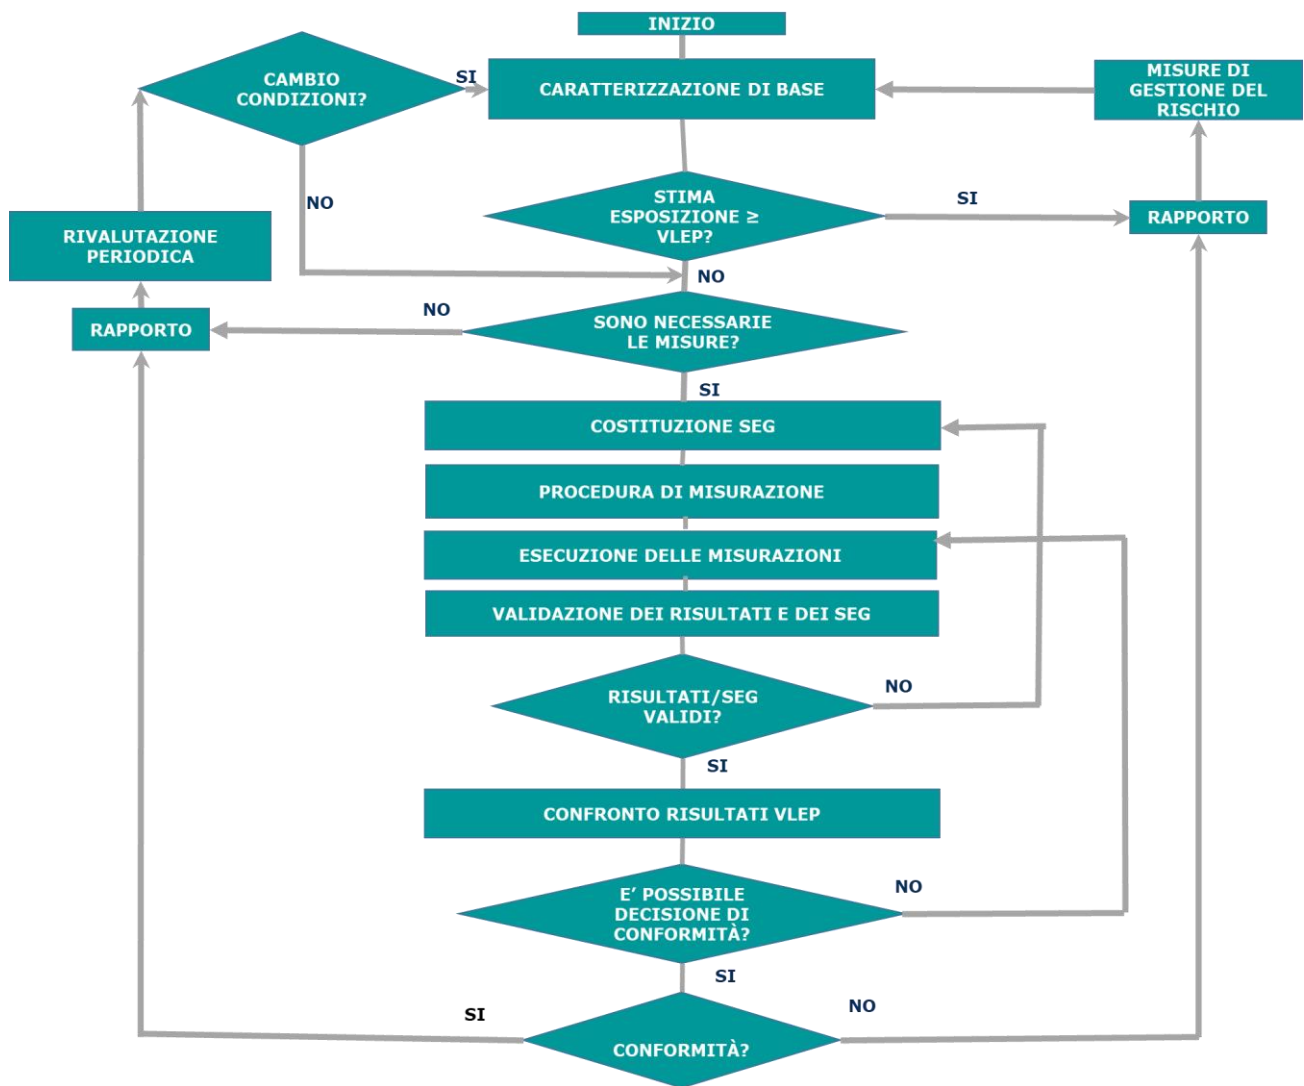 INIZIO
CAMBIO
CONDIZIONI?
SI
CARATTERIZZAZIONE DI BASE
MISURE DI
GESTIONE DEL
RISCHIO
NO
STIMA
ESPOSIZIONE ≥
VLEP?
SI
RAPPORTO
RIVALUTAZIONE
PERIODICA
NO
RAPPORTO
NO
SONO NECESSARIE
LE MISURE?
SI
COSTITUZIONE SEG
PROCEDURA DI MISURAZIONE
ESECUZIONE DELLE MISURAZIONI
VALIDAZIONE DEI RISULTATI E DEI SEG
RISULTATI/SEG
VALIDI?
NO
SI
CONFRONTO RISULTATI VLEP
E’ POSSIBILE
DECISIONE DI
CONFORMITÀ?
NO
SI
SI
NO
CONFORMITÀ?